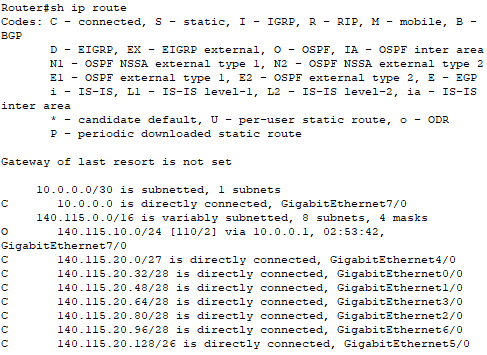 Router#sh ip route
Codes: C - connected, S - static, I - IGRP, R - RIP, M - mobile, B -
BGP
D - EIGRP, EX - EIGRP external, O - OSPF, IA - OSPF inter area
N1 - OSPF NSSA external type 1, N2 - OSPF NSSA external type 2
E1 - OSPF external type 1, E2 - OSPF external type 2, E - EGP
i - IS-IS, L1 - IS-IS level-1, L2 - IS-IS level-2, ia - IS-IS
inter area
* - candidate default, U - per-user static route, o - ODR
P - periodic downloaded static route
Gateway of last resort is not set
10.0.0.0/30 is subnetted, 1 subnets
C 10.0.0.0 is directly connected, GigabitEthernet7/0
140.115.0.0/16 is variably subnetted, 8 subnets, 4 masks
O 140.115.10.0/24 [110/2] via 10.0.0.1, 02:53:42,
GigabitEthernet7/0
C 140.115.20.0/27 is directly connected, GigabitEthernet4/0
C 140.115.20.32/28 is directly connected, GigabitEthernet0/0
C 140.115.20.48/28 is directly connected, GigabitEthernet1/0
C 140.115.20.64/28 is directly connected, GigabitEthernet3/0
C 140.115.20.80/28 is directly connected, GigabitEthernet2/0
C 140.115.20.96/28 is directly connected, GigabitEthernet6/0
C 140.115.20.128/26 is directly connected, GigabitEthernet5/0